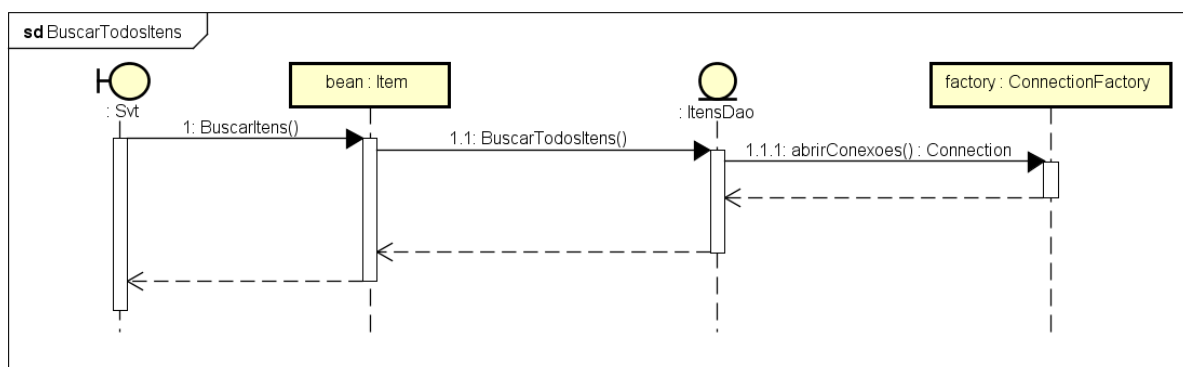 sd BuscarTodosItens
bean : Item
factory : ConnectionFactory
: Svt
: ItensDao
1: BuscarItens()
1.1: BuscarTodosItens()
1.1.1: abrirConexoes() : Connection